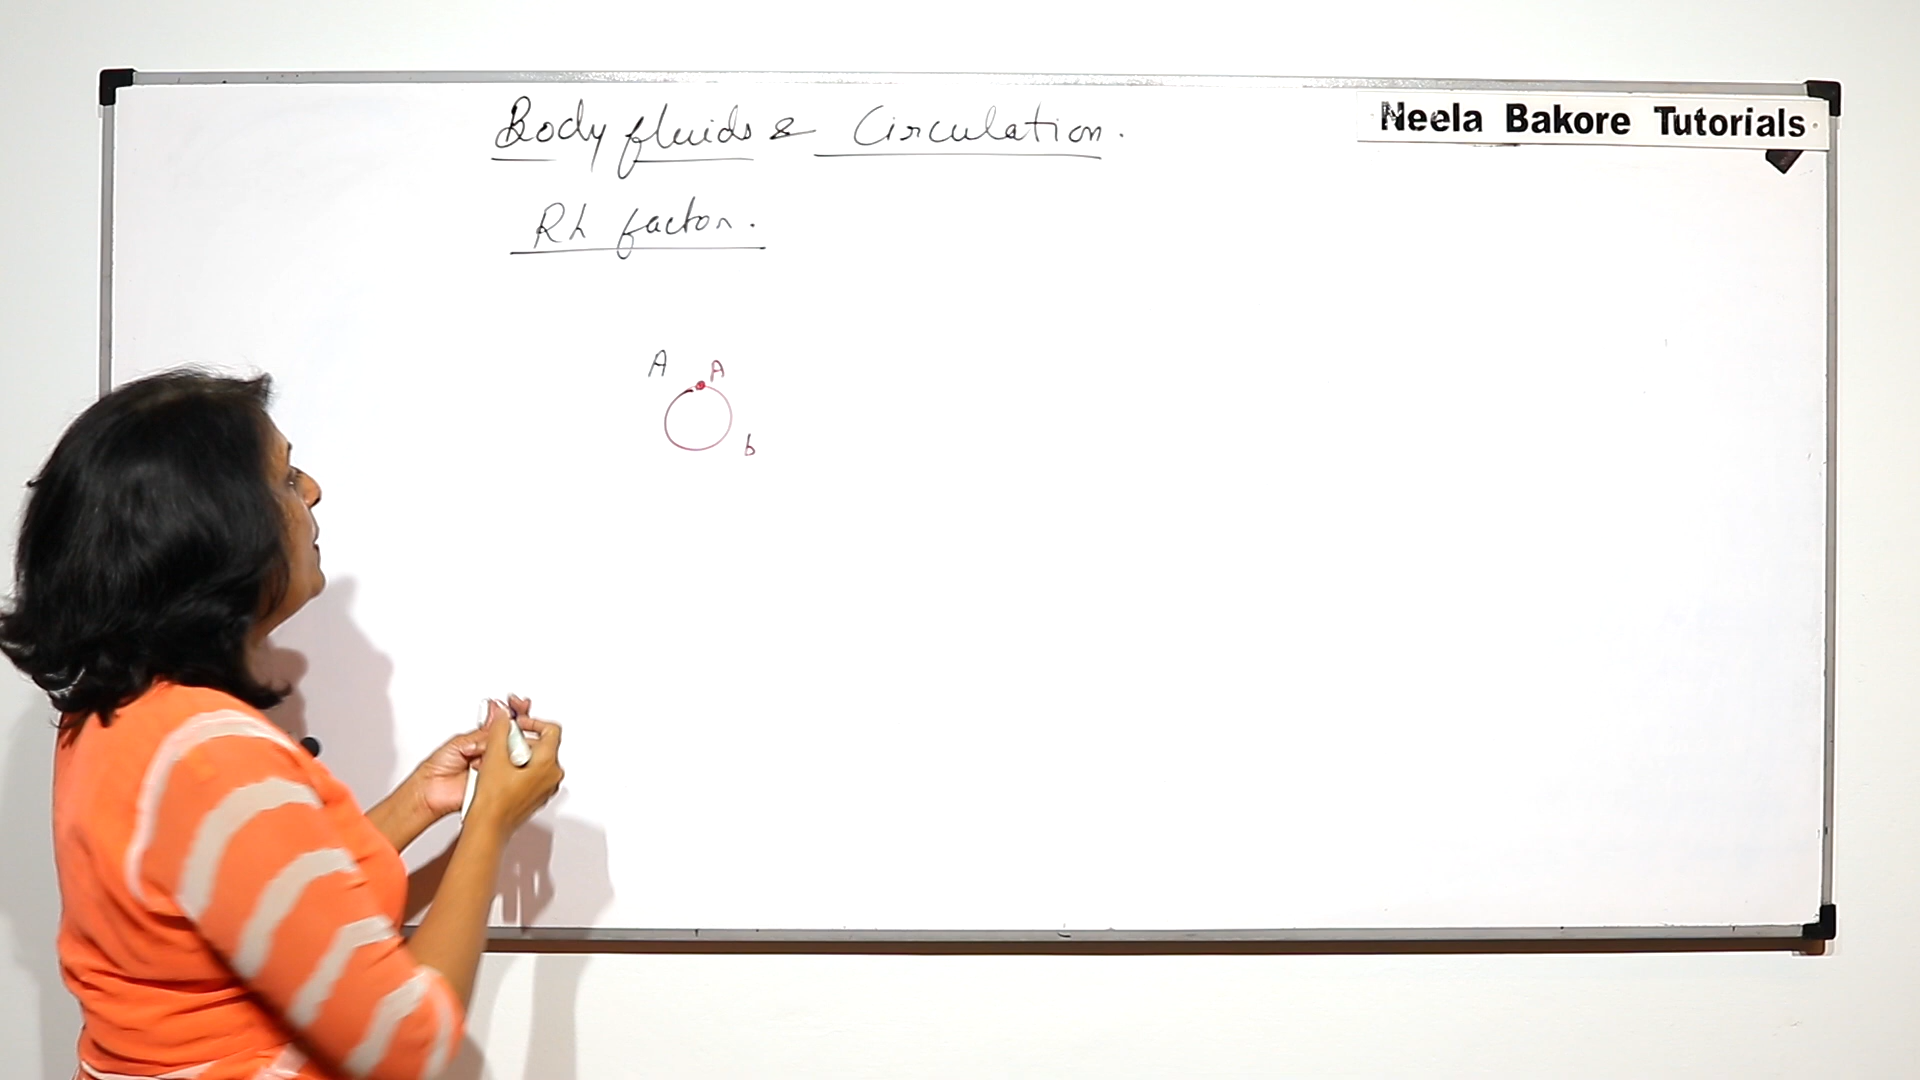 Body fluids & Circulation.
Neela Bakore Tutorials
Rh factor.
A A
b